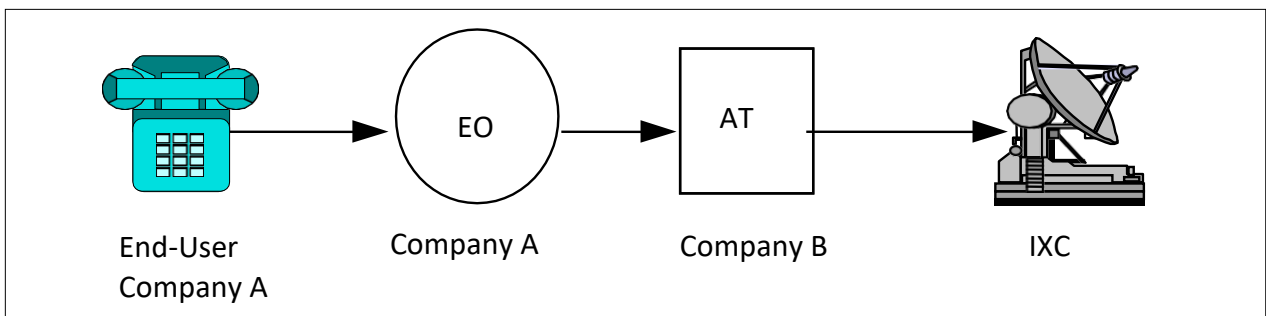 EO
AT
End-User
Company A
Company A
Company B
IXC